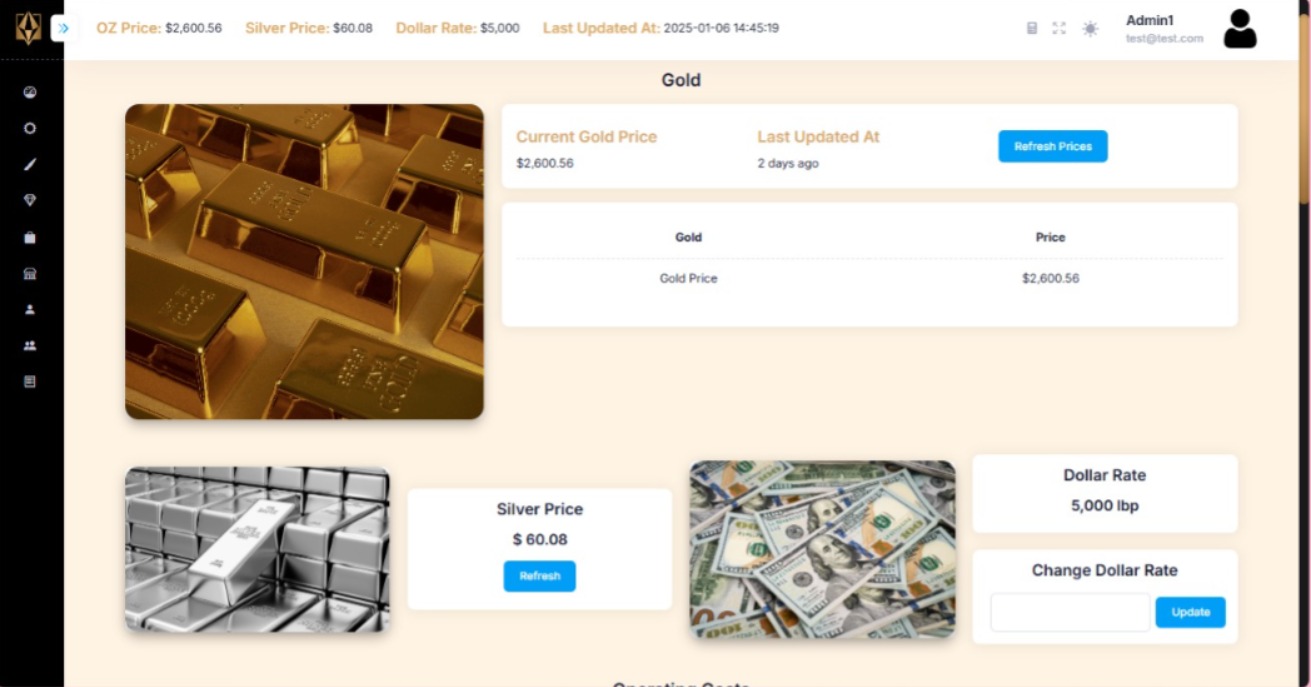 OZ Price: $2,600.56 Silver Price: $60.08 Dollar Rate: $5,000 Last Updated At: 2025-01-06 14:45:19
Admin1
test@test.com
Gold
Current Gold Price Last Updated At Refresh Prices
$2,600.56 2 days ago
Gold Price
Gold Price $2,600.56
Silver Price
$ 60.08
Refresh
Dollar Rate
5,000 lbp
Change Dollar Rate
Update
Operating Costs